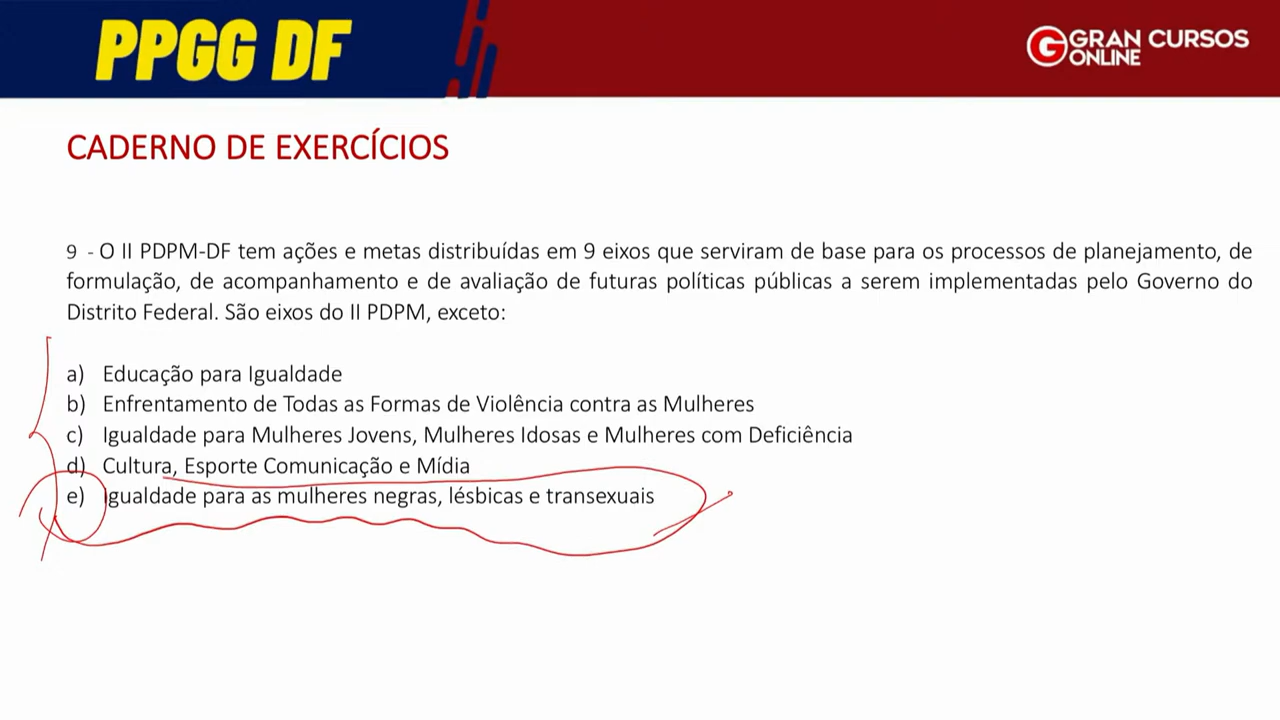 PPGG DF
GRAN CURSOS
ONLINE
CADERNO DE EXERCÍCIOS
9 - O II PDPM-DF tem ações e metas distribuídas em 9 eixos que serviram de base para os processos de planejamento, de
formulação, de acompanhamento e de avaliação de futuras políticas públicas a serem implementadas pelo Governo do
Distrito Federal. São eixos do II PDPM, exceto:
a) Educação para Igualdade
b) Enfrentamento de Todas as Formas de Violência contra as Mulheres
c) Igualdade para Mulheres Jovens, Mulheres Idosas e Mulheres com Deficiência
d) Cultura, Esporte Comunicação e Mídia
e) Igualdade para as mulheres negras, lésbicas e transexuais